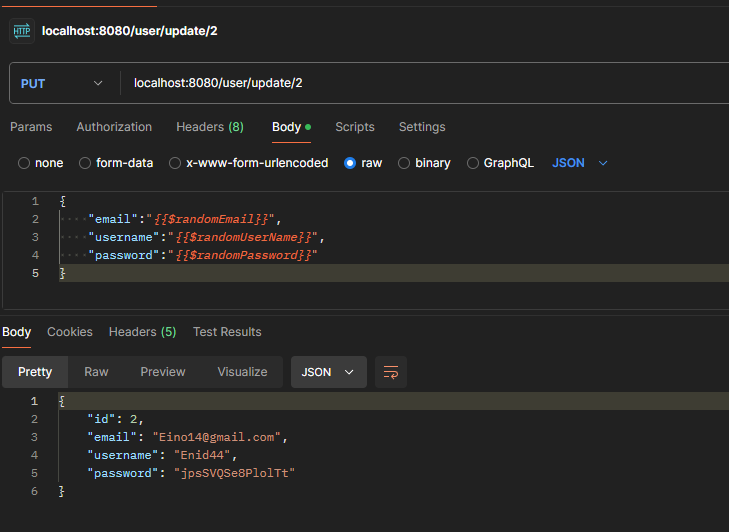 HTTP localhost:8080/user/update/2
PUT localhost:8080/user/update/2
Params Authorization Headers (8) Body Scripts Settings
none form-data x-www-form-urlencoded raw binary GraphQL JSON
1 {
2 ····"email":"{{$randomEmail}}",
3 ····"username":"{{$randomUserName}}",
4 ····"password":"{{$randomPassword}}"
5 }
Body Cookies Headers (5) Test Results
Pretty Raw Preview Visualize JSON
1 {
2 "id": 2,
3 "email": "Eino14@gmail.com",
4 "username": "Enid44",
5 "password": "jpsSVQSe8PlolTt"
6 }